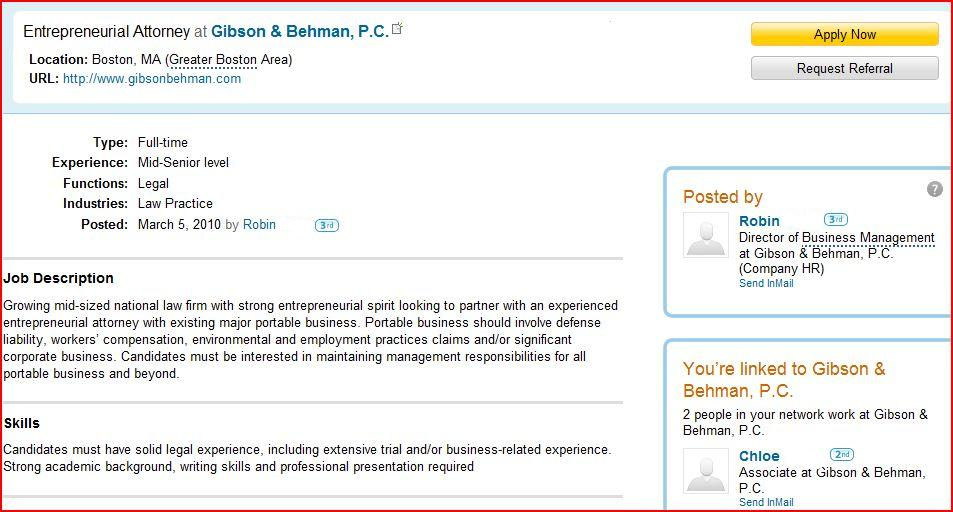 Entrepreneurial Attorney at Gibson & Behman, P.C.
Location: Boston, MA (Greater Boston Area)
URL: http://www.gibsonbehman.com
Apply Now
Request Referral
Type: Full-time
Experience: Mid-Senior level
Functions: Legal
Industries: Law Practice
Posted: March 5, 2010 by Robin 3rd
Job Description
Growing mid-sized national law firm with strong entrepreneurial spirit looking to partner with an experienced
entrepreneurial attorney with existing major portable business. Portable business should involve defense
liability, workers' compensation, environmental and employment practices claims and/or significant
corporate business. Candidates must be interested in maintaining management responsibilities for all
portable business and beyond.
Skills
Candidates must have solid legal experience, including extensive trial and/or business-related experience.
Strong academic background, writing skills and professional presentation required
Posted by
?
Robin 3rd
Director of Business Management
at Gibson & Behman, P.C.
(Company HR)
Send InMail
You're linked to Gibson &
Behman, P.C.
2 people in your network work at Gibson &
Behman, P.C.
Chloe 2nd
Associate at Gibson & Behman,
P.C.
Send InMail